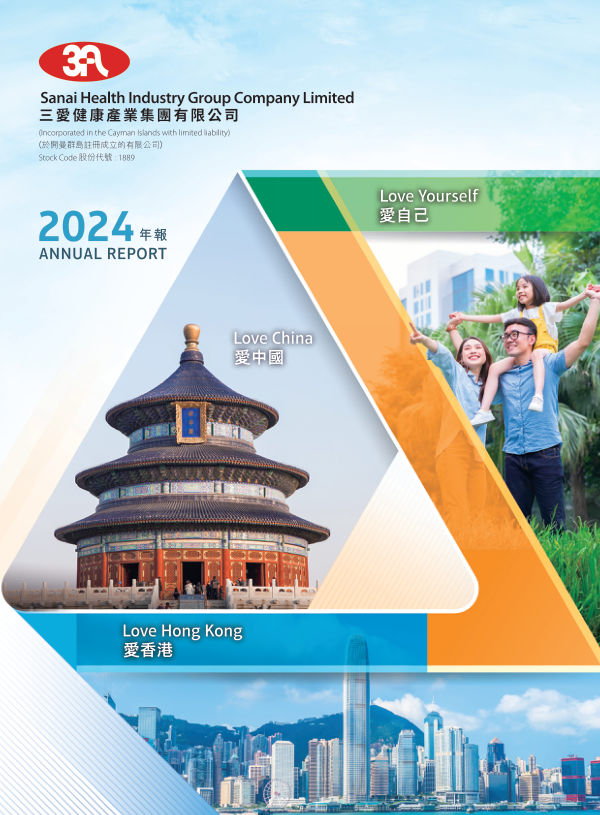 Sanai Health Industry Group Company Limited
三愛健康產業集團有限公司
(Incorporated in the Cayman Islands with limited liability)
(於開曼群島註冊成立的有限公司)
Stock Code 股份代號 : 1889
2024 年報
ANNUAL REPORT
Love Yourself
愛自己
Love China
愛中國
Love Hong Kong
愛香港